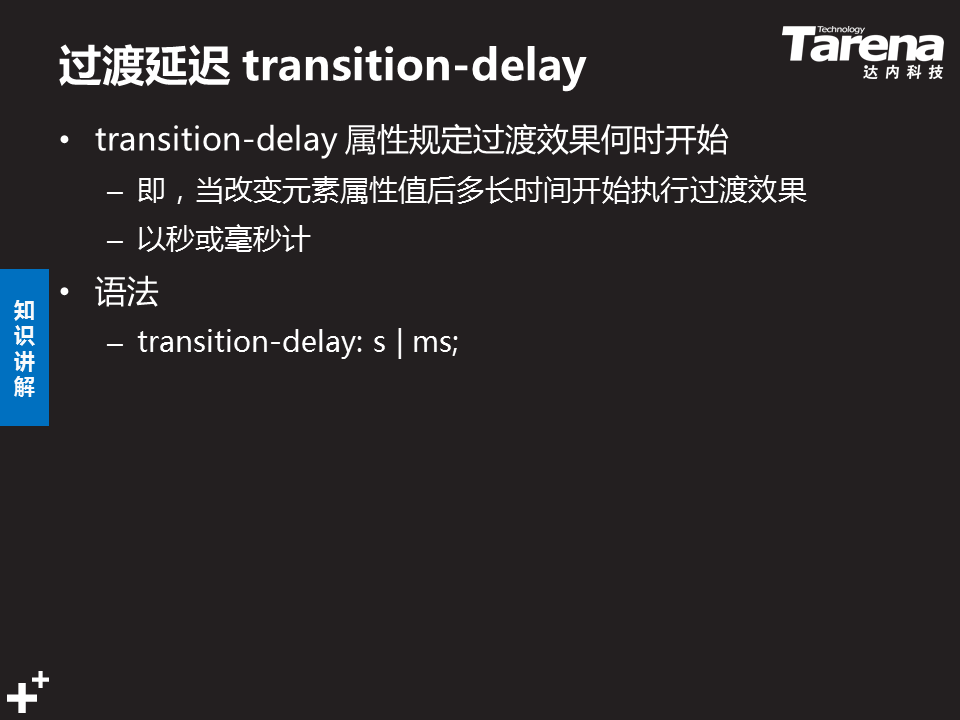 过渡延迟 transition-delay
Technology
Tarena
达内科技
• transition-delay 属性规定过渡效果何时开始
– 即，当改变元素属性值后多长时间开始执行过渡效果
– 以秒或毫秒计
• 语法
– transition-delay: s | ms;
知识讲解